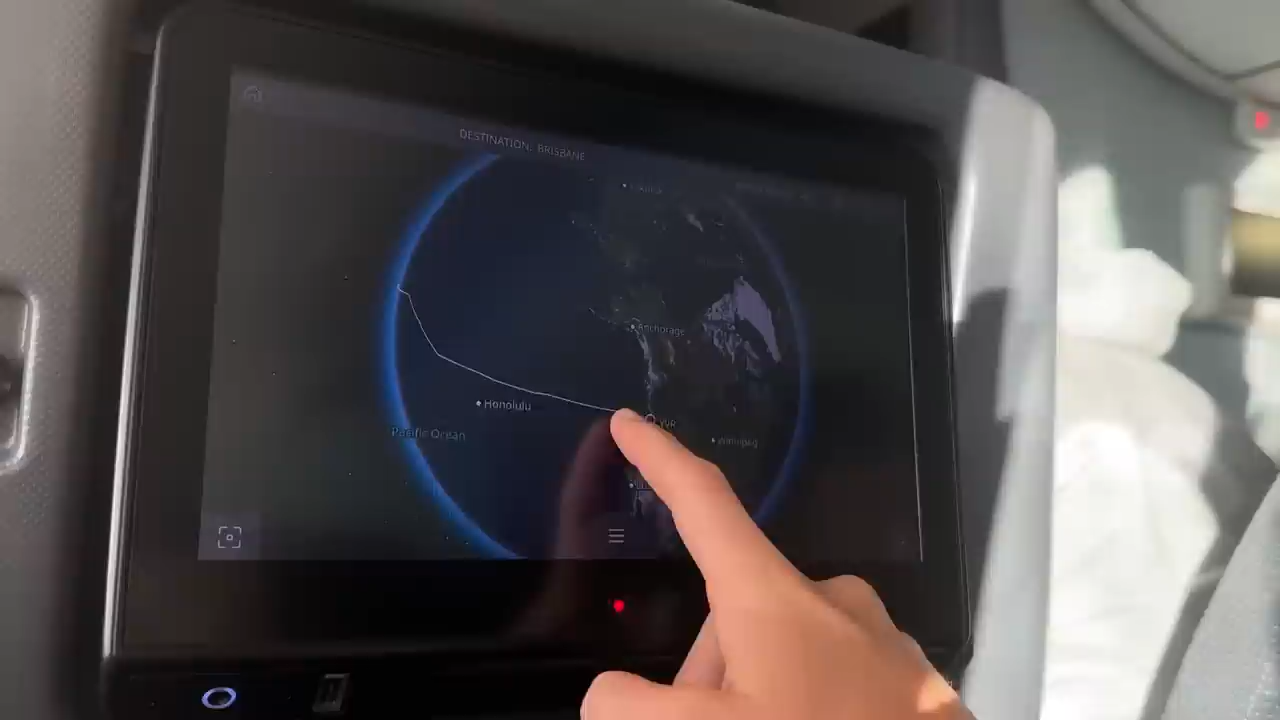 DESTINATION: BRISBANE
Anchorage
Honolulu
YVR
Pacific Ocean
Winnipeg